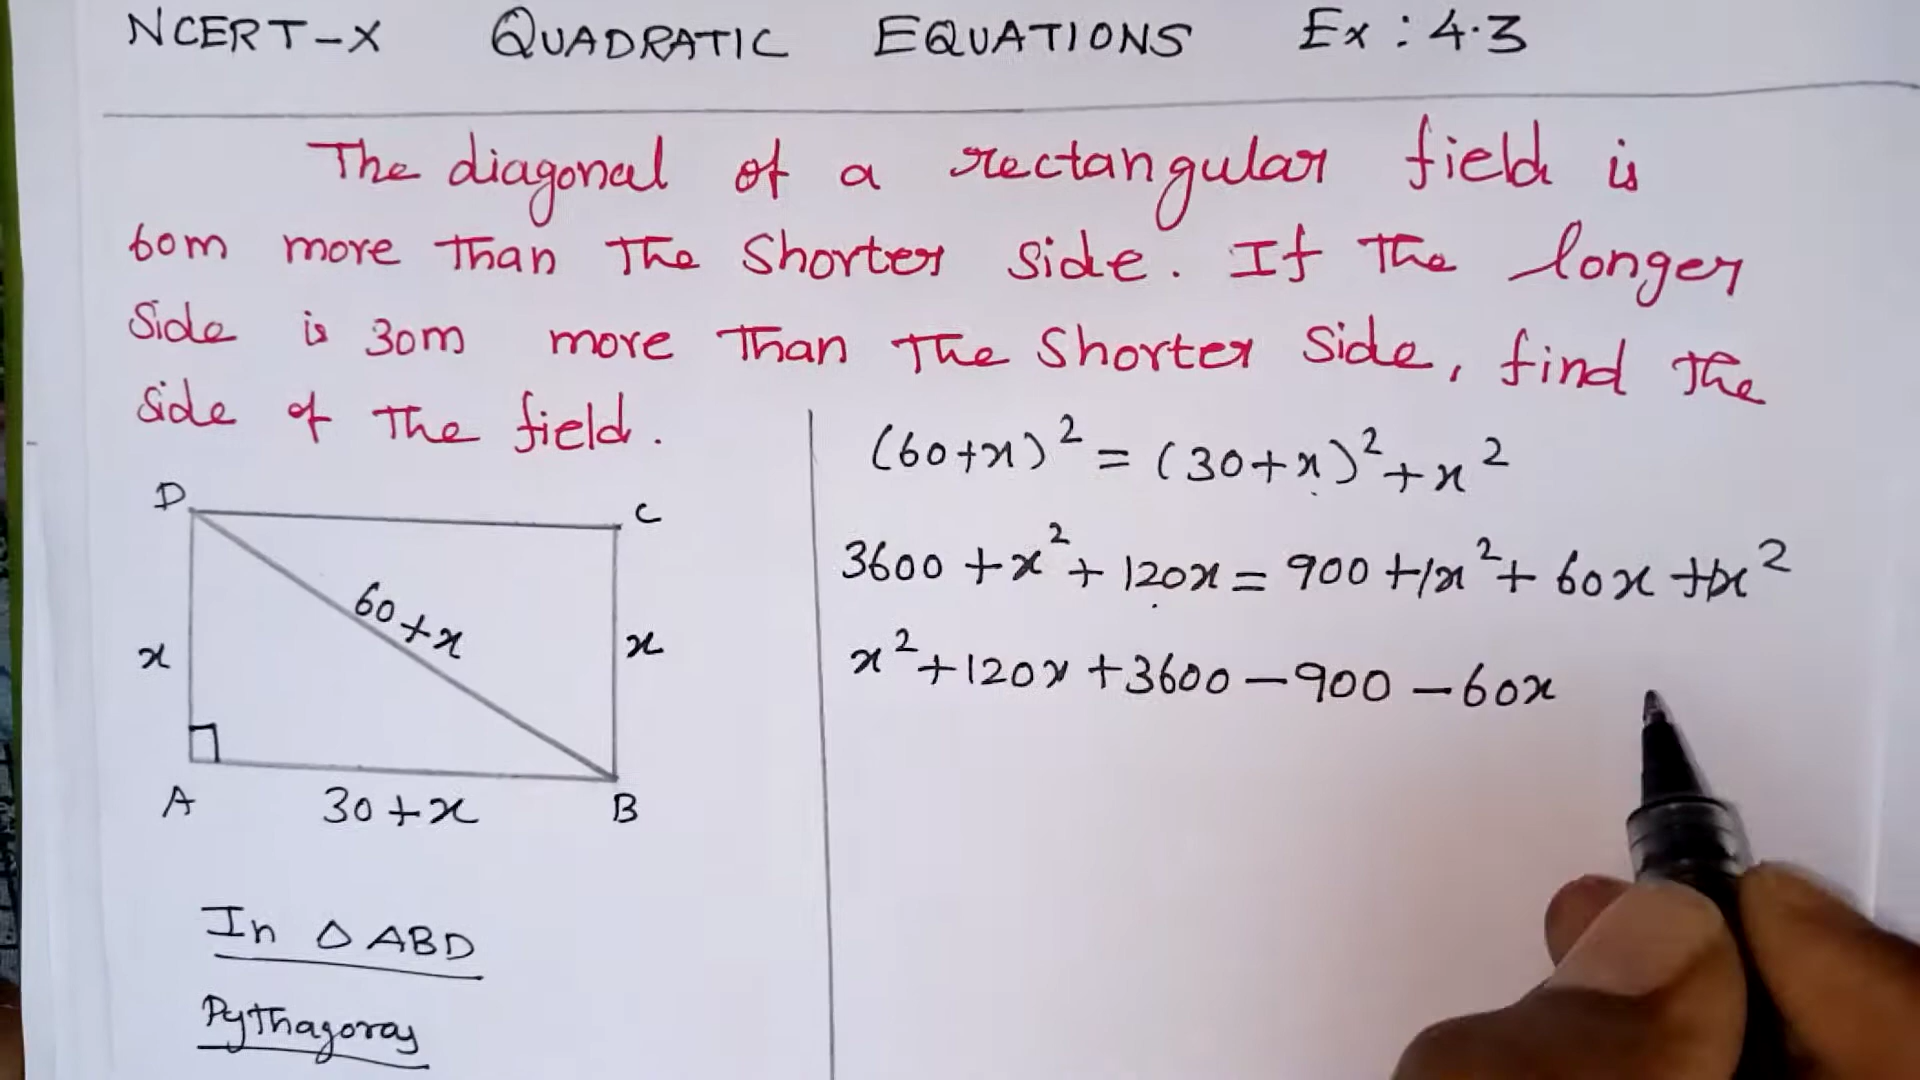 NCERT-X QUADRATIC EQUATIONS Ex: 4.3
The diagonal of a rectangular field is
60m more than the shorter side. If the longer
side is 30m more than the shorter side, find the
side of the field.
(60+x)² = (30+x)² + x²
3600 + x² + 120x = 900 + 1x² + 60x + 1x²
x² + 120x + 3600 - 900 - 60x
D C
60+x
x x
A 30+x B
In △ ABD
Pythagoras